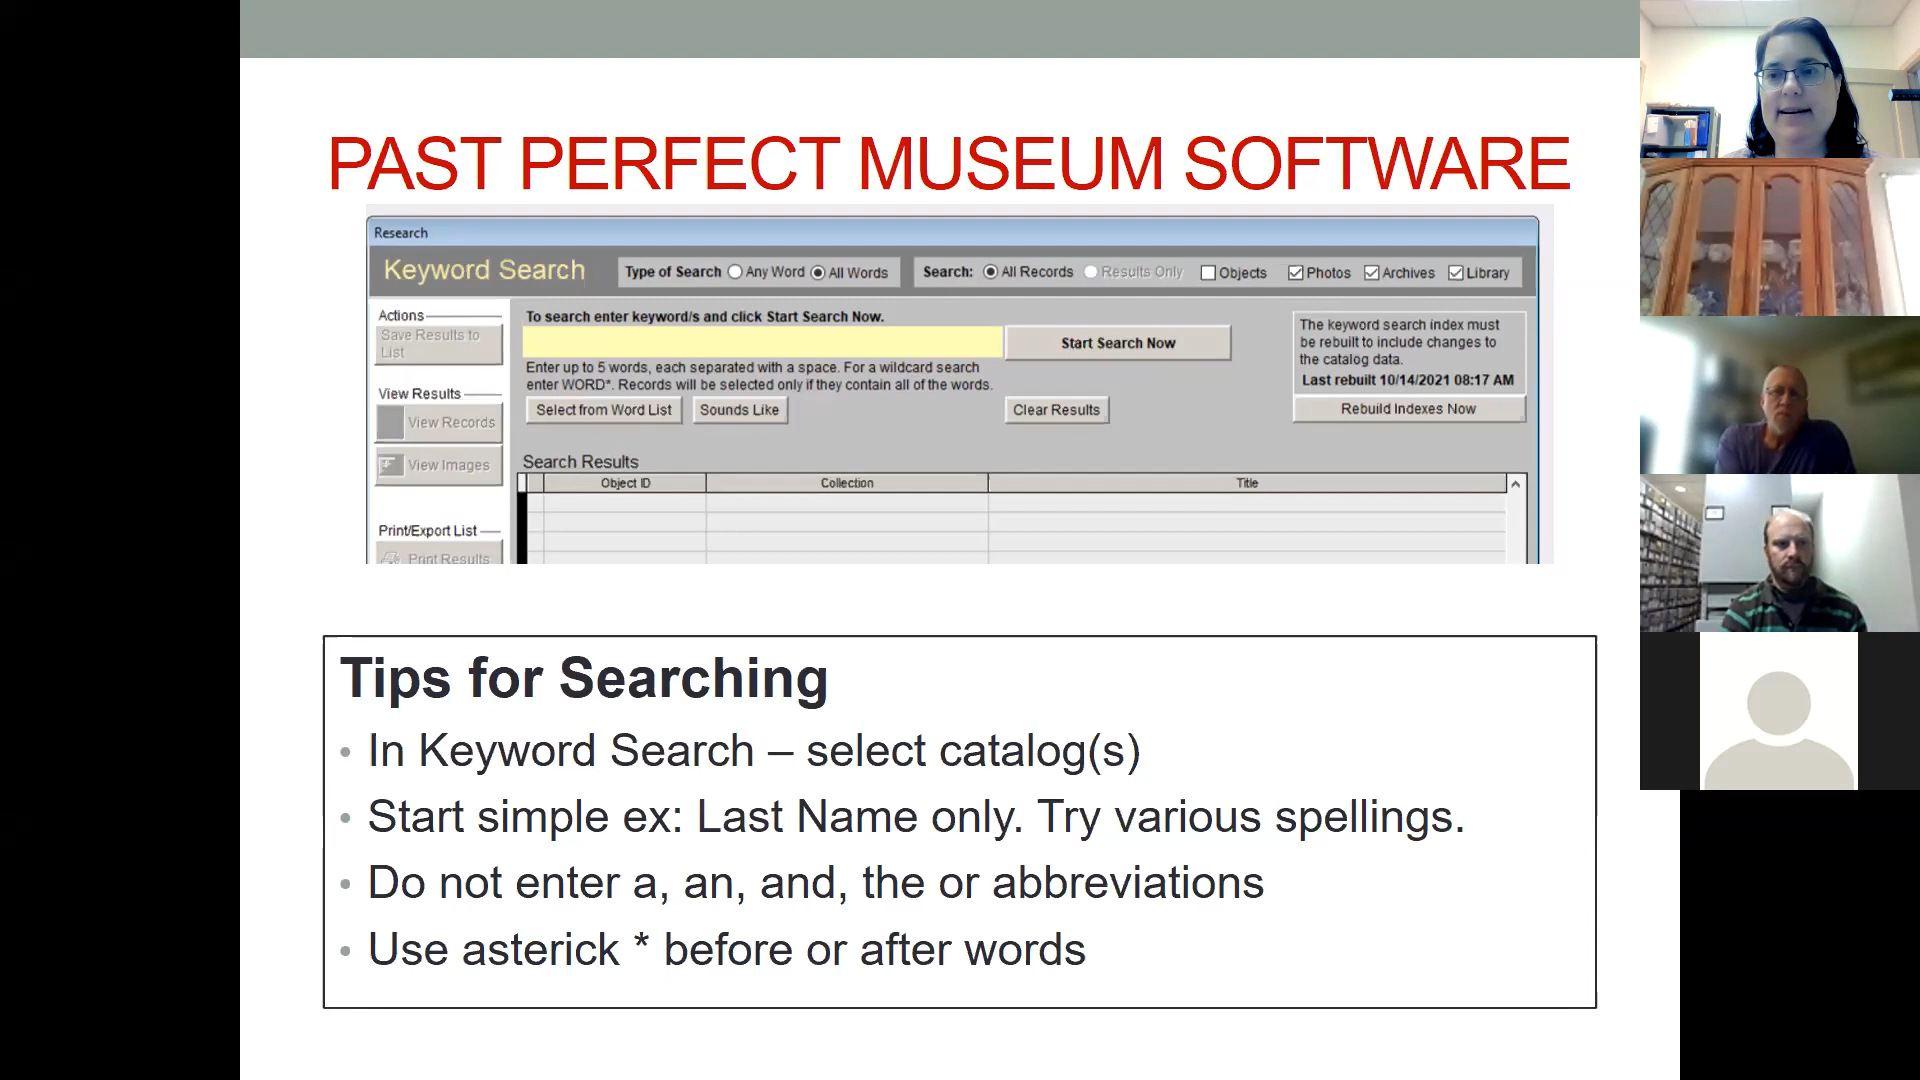 PAST PERFECT MUSEUM SOFTWARE
Research
Keyword Search
Type of Search Any Word All Words
Search: All Records Results Only Objects Photos Archives Library
Actions
Save Results to
List
View Results
View Records
View Images
Print/Export List
Print Results
To search enter keyword/s and click Start Search Now.
Start Search Now
Enter up to 5 words, each separated with a space. For a wildcard search
enter WORD*. Records will be selected only if they contain all of the words.
Select from Word List
Sounds Like
Clear Results
The keyword search index must
be rebuilt to include changes to
the catalog data.
Last rebuilt 10/14/2021 08:17 AM
Rebuild Indexes Now
Search Results
Object ID Collection Title
Tips for Searching
• In Keyword Search – select catalog(s)
• Start simple ex: Last Name only. Try various spellings.
• Do not enter a, an, and, the or abbreviations
• Use asterick * before or after words